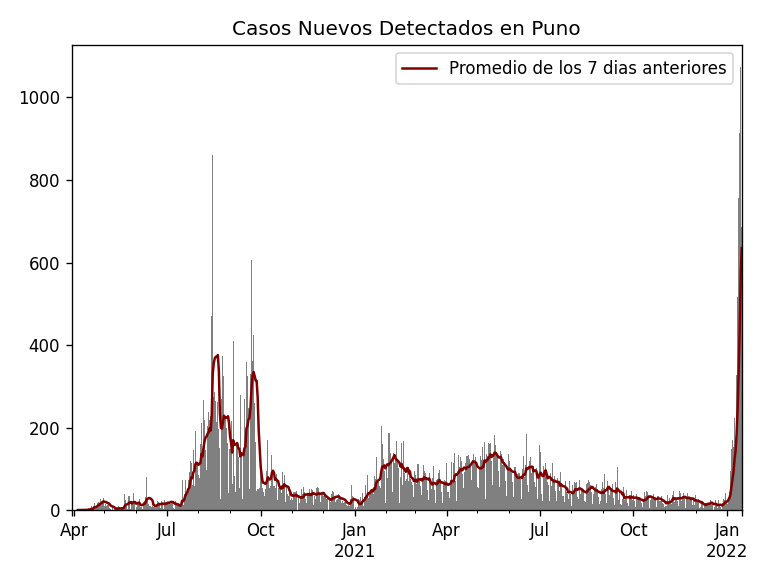 Casos Nuevos Detectados en Puno
Promedio de los 7 dias anteriores
1000
800
600
400
200
0
Apr Jul Oct Jan Apr Jul Oct Jan
2021 2022